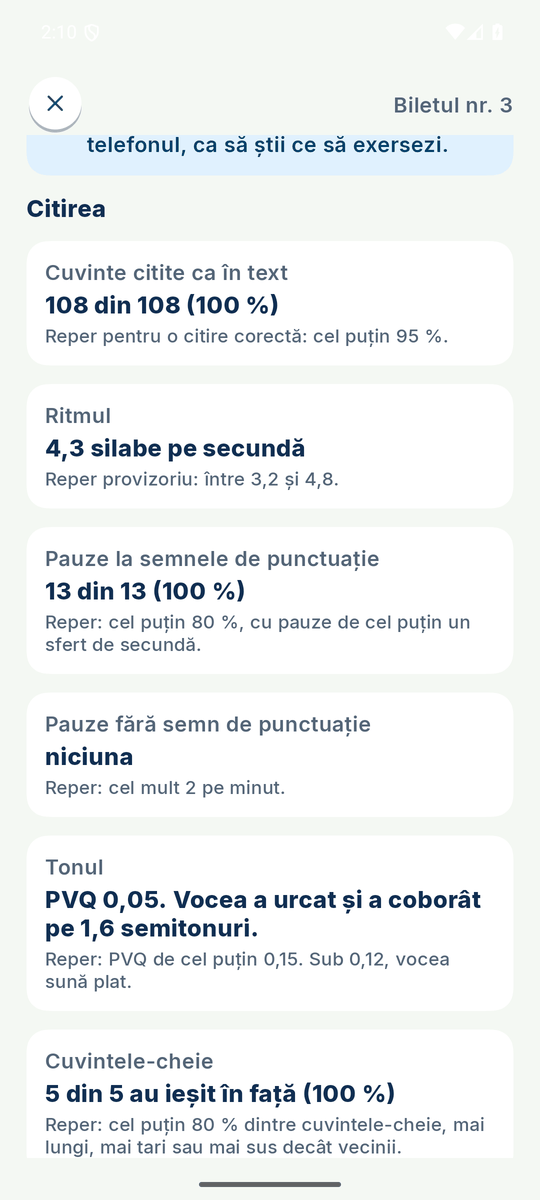 2:10
Biletul nr. 3
telefonul, ca să știi ce să exersezi.
Citirea
Cuvinte citite ca în text
108 din 108 (100 %)
Reper pentru o citire corectă: cel puțin 95 %.
Ritmul
4,3 silabe pe secundă
Reper provizoriu: între 3,2 și 4,8.
Pauze la semnele de punctuație
13 din 13 (100 %)
Reper: cel puțin 80 %, cu pauze de cel puțin un
sfert de secundă.
Pauze fără semn de punctuație
niciuna
Reper: cel mult 2 pe minut.
Tonul
PVQ 0,05. Vocea a urcat și a coborât
pe 1,6 semitonuri.
Reper: PVQ de cel puțin 0,15. Sub 0,12, vocea
sună plat.
Cuvintele-cheie
5 din 5 au ieșit în față (100 %)
Reper: cel puțin 80 % dintre cuvintele-cheie, mai
lungi, mai tari sau mai sus decât vecinii.